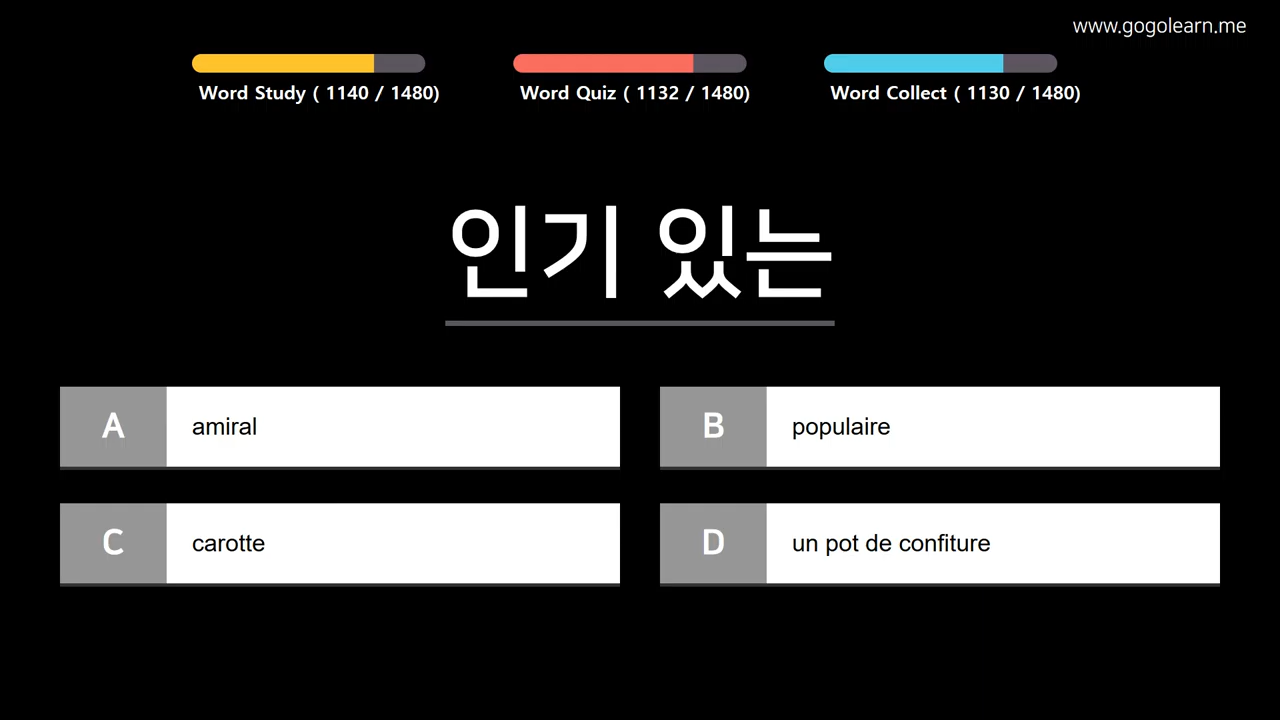 www.gogolearn.me
Word Study ( 1140 / 1480)
Word Quiz ( 1132 / 1480)
Word Collect ( 1130 / 1480)
인기 있는
A
amiral
B
populaire
C
carotte
D
un pot de confiture